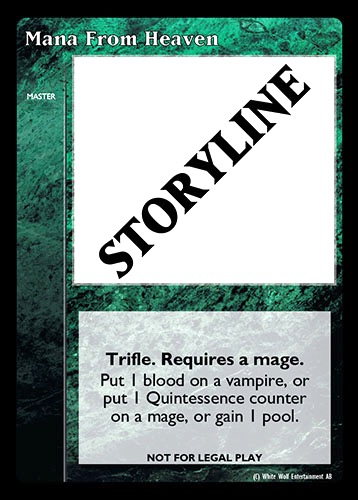 Mana From Heaven
MASTER
STORYLINE
Trifle. Requires a mage.
Put 1 blood on a vampire, or
put 1 Quintessence counter
on a mage, or gain 1 pool.
NOT FOR LEGAL PLAY
(C) White Wolf Entertainment AB